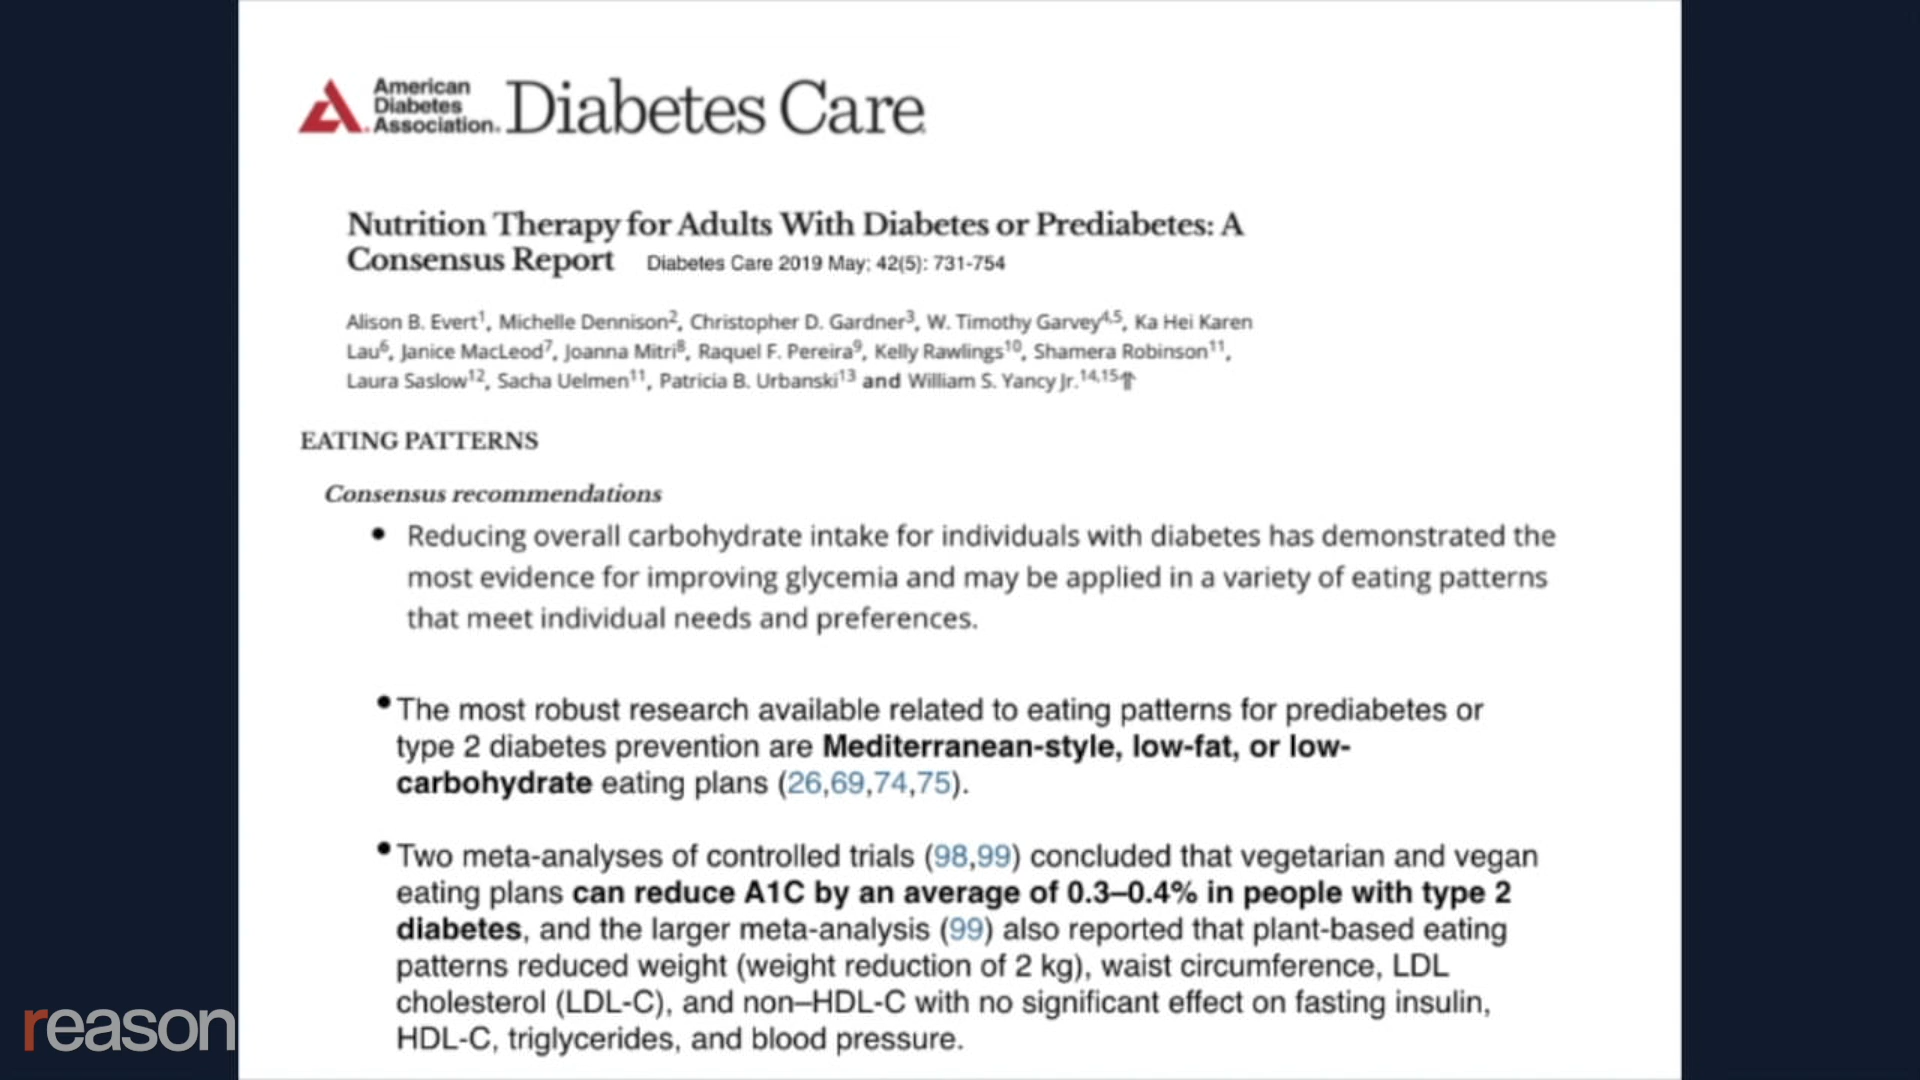 American
Diabetes
Association.
Diabetes Care
Nutrition Therapy for Adults With Diabetes or Prediabetes: A
Consensus Report Diabetes Care 2019 May; 42(5): 731-754
Alison B. Evert1, Michelle Dennison2, Christopher D. Gardner3, W. Timothy Garvey4,5, Ka Hei Karen
Lau6, Janice MacLeod7, Joanna Mitri8, Raquel F. Pereira9, Kelly Rawlings10, Shamera Robinson11,
Laura Saslow12, Sacha Uelmen11, Patricia B. Urbanski13 and William S. Yancy Jr.14,15⇑
EATING PATTERNS
Consensus recommendations
• Reducing overall carbohydrate intake for individuals with diabetes has demonstrated the
most evidence for improving glycemia and may be applied in a variety of eating patterns
that meet individual needs and preferences.
• The most robust research available related to eating patterns for prediabetes or
type 2 diabetes prevention are Mediterranean-style, low-fat, or low-
carbohydrate eating plans (26,69,74,75).
• Two meta-analyses of controlled trials (98,99) concluded that vegetarian and vegan
eating plans can reduce A1C by an average of 0.3–0.4% in people with type 2
diabetes, and the larger meta-analysis (99) also reported that plant-based eating
patterns reduced weight (weight reduction of 2 kg), waist circumference, LDL
cholesterol (LDL-C), and non–HDL-C with no significant effect on fasting insulin,
HDL-C, triglycerides, and blood pressure.
reason